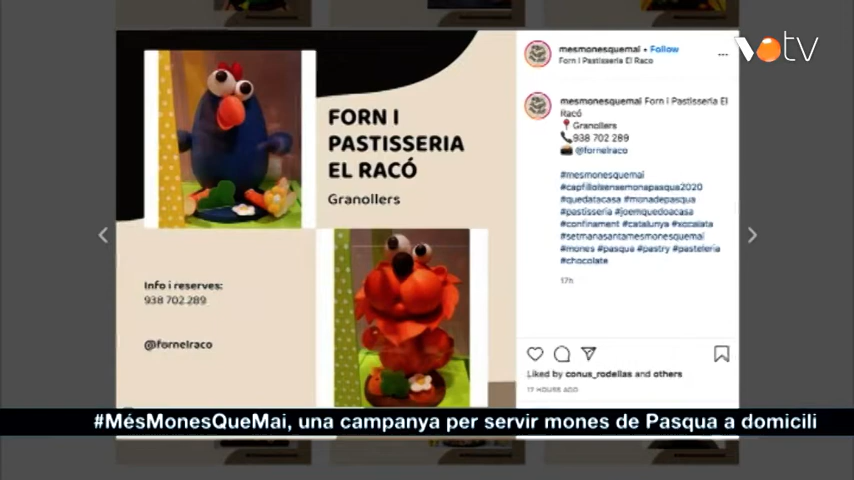 votv
FORN I
PASTISSERIA
EL RACÓ
Granollers
Info i reserves:
938 702 289
@fornelraco
mesmonesquemai • Follow
Forn i Pastisseria El Raco
mesmonesquemai Forn i Pastisseria El
Racó
Granollers
938 702 289
@fornelraco
#mesmonesquemai
#capfillolsensemonapasqua2020
#quedatacasa #monadepasqua
#pastisseria #joemquedoacasa
#confinament #catalunya #xocolata
#setmanasantamesmonesquemai
#mones #pasqua #pastry #pasteleria
#chocolate
17h
Liked by conus_rodellas and others
17 HOURS AGO
#MésMonesQueMai, una campanya per servir mones de Pasqua a domicili